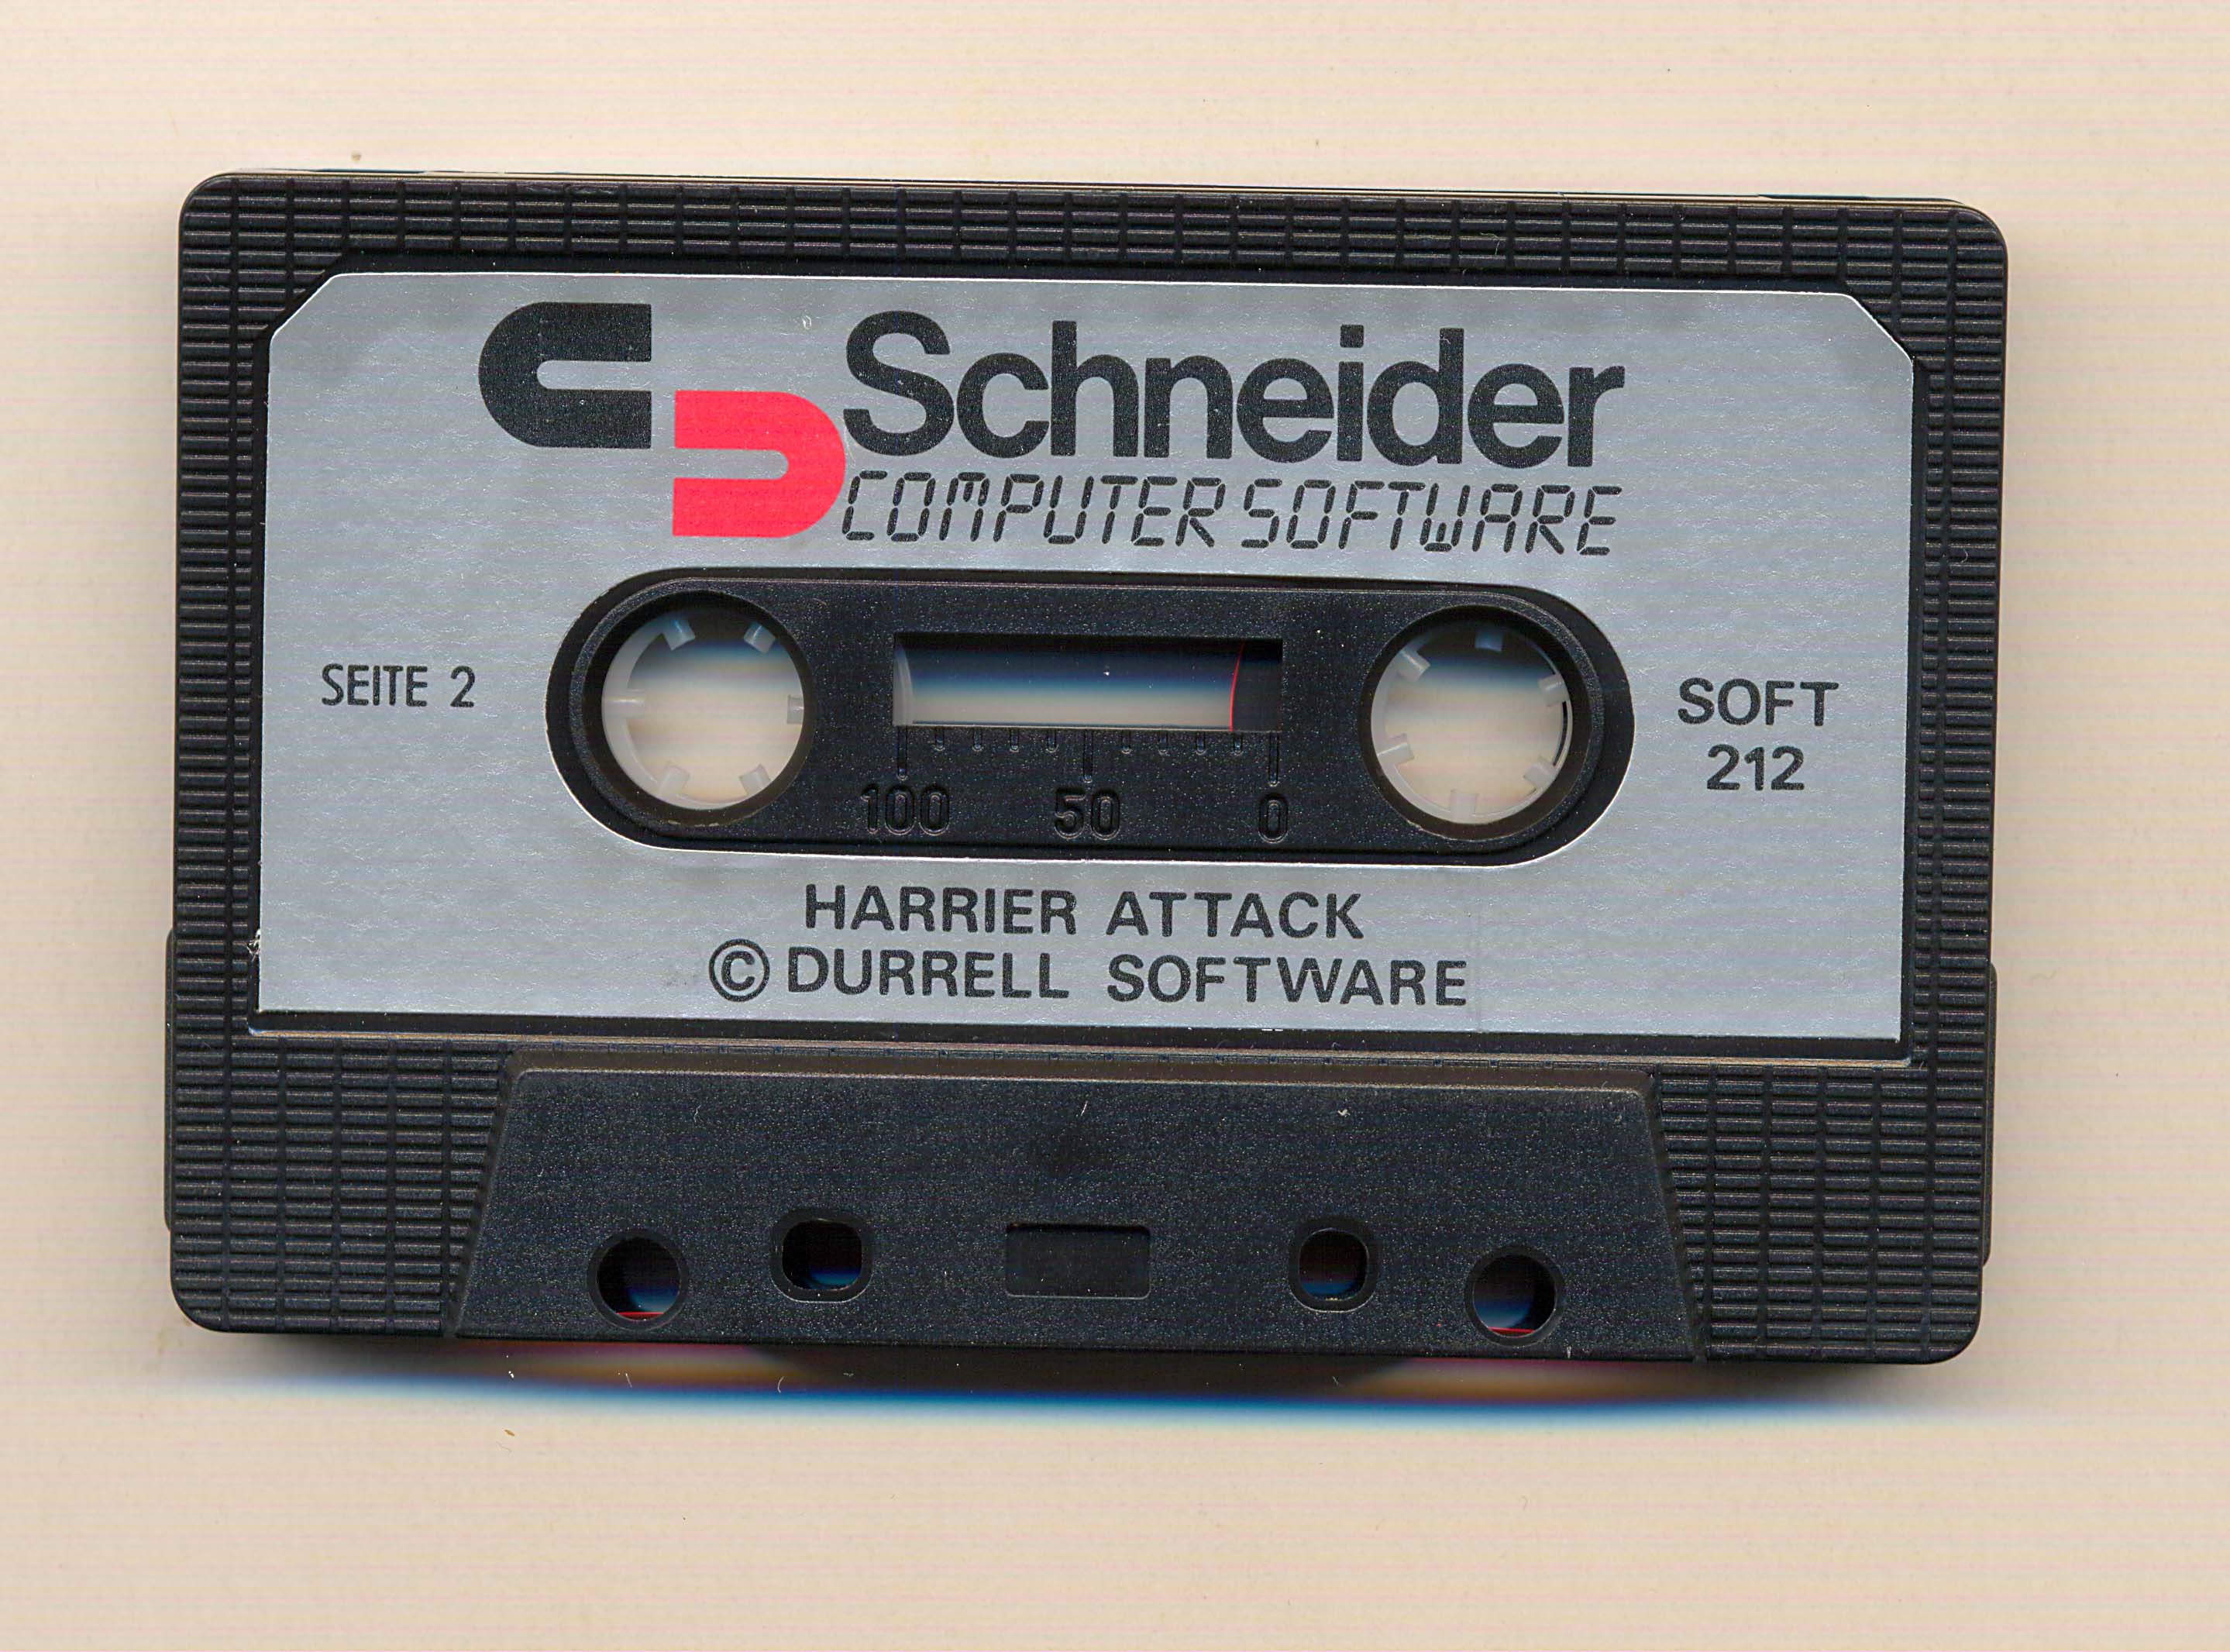 Schneider
COMPUTER SOFTWARE
SEITE 2
SOFT
212
100 50 0
HARRIER ATTACK
© DURRELL SOFTWARE